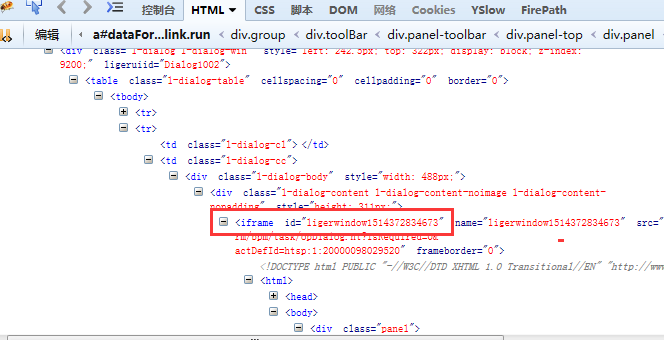 控制台 HTML CSS 脚本 DOM 网络 Cookies YSlow FirePath
编辑 a#dataFor...link.run < div.group < div.toolBar < div.panel-toolbar < div.panel-top < div.panel
<div class="l-dialog l-dialog-win" style="left: 242.5px; top: 322px; display: block; z-index:
9200;" ligeruiid="Dialog1002">
<table class="l-dialog-table" cellspacing="0" cellpadding="0" border="0">
<tbody>
<tr>
<tr>
<td class="l-dialog-cl"></td>
<td class="l-dialog-cc">
<div class="l-dialog-body" style="width: 488px;">
<div class="l-dialog-content l-dialog-content-noimage l-dialog-content-
nopadding" style="height: 311px;">
<iframe id="ligerwindow1514372834673" name="ligerwindow1514372834673" src="
rm/bpm/task/opDialog.ht?isRequired=0&
actDefId=htsp:1:20000098029520" frameborder="0">
<!DOCTYPE html PUBLIC "-//W3C//DTD XHTML 1.0 Transitional//EN" "http://ww
<html>
<head>
<body>
<div class="panel">